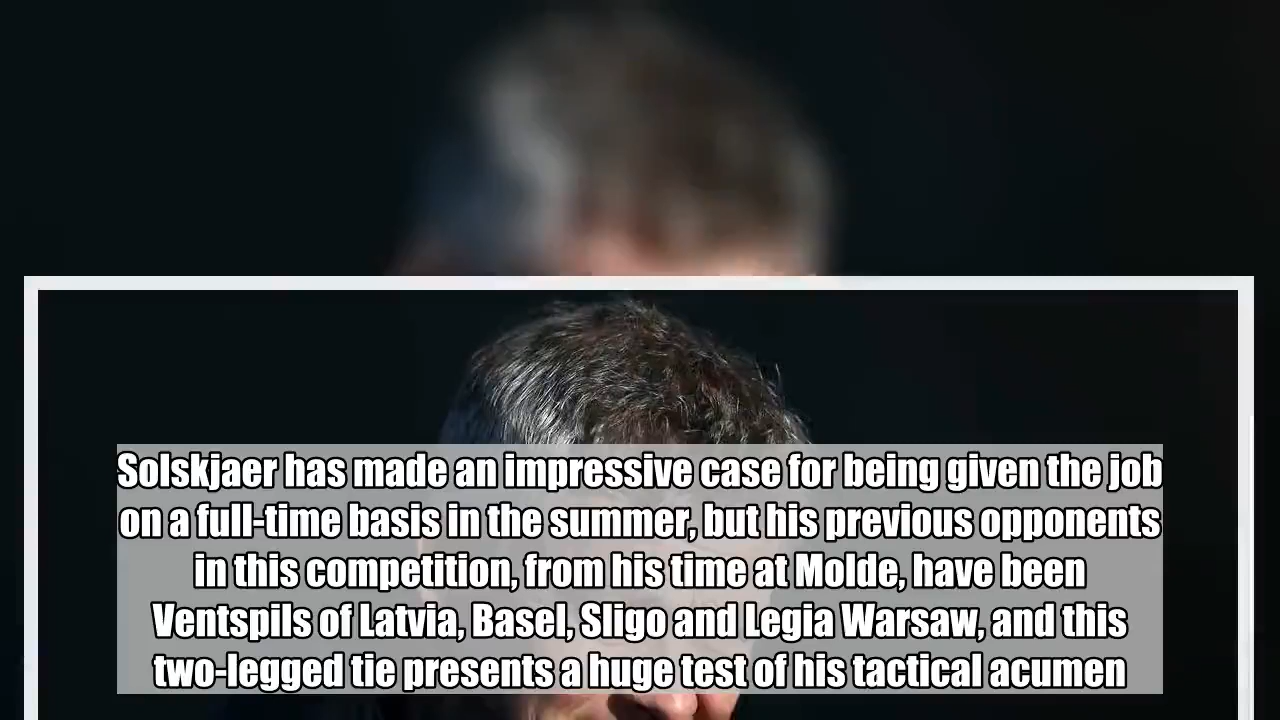 Solskjaer has made an impressive case for being given the job
on a full-time basis in the summer, but his previous opponents
in this competition, from his time at Molde, have been
Ventspils of Latvia, Basel, Sligo and Legia Warsaw, and this
two-legged tie presents a huge test of his tactical acumen